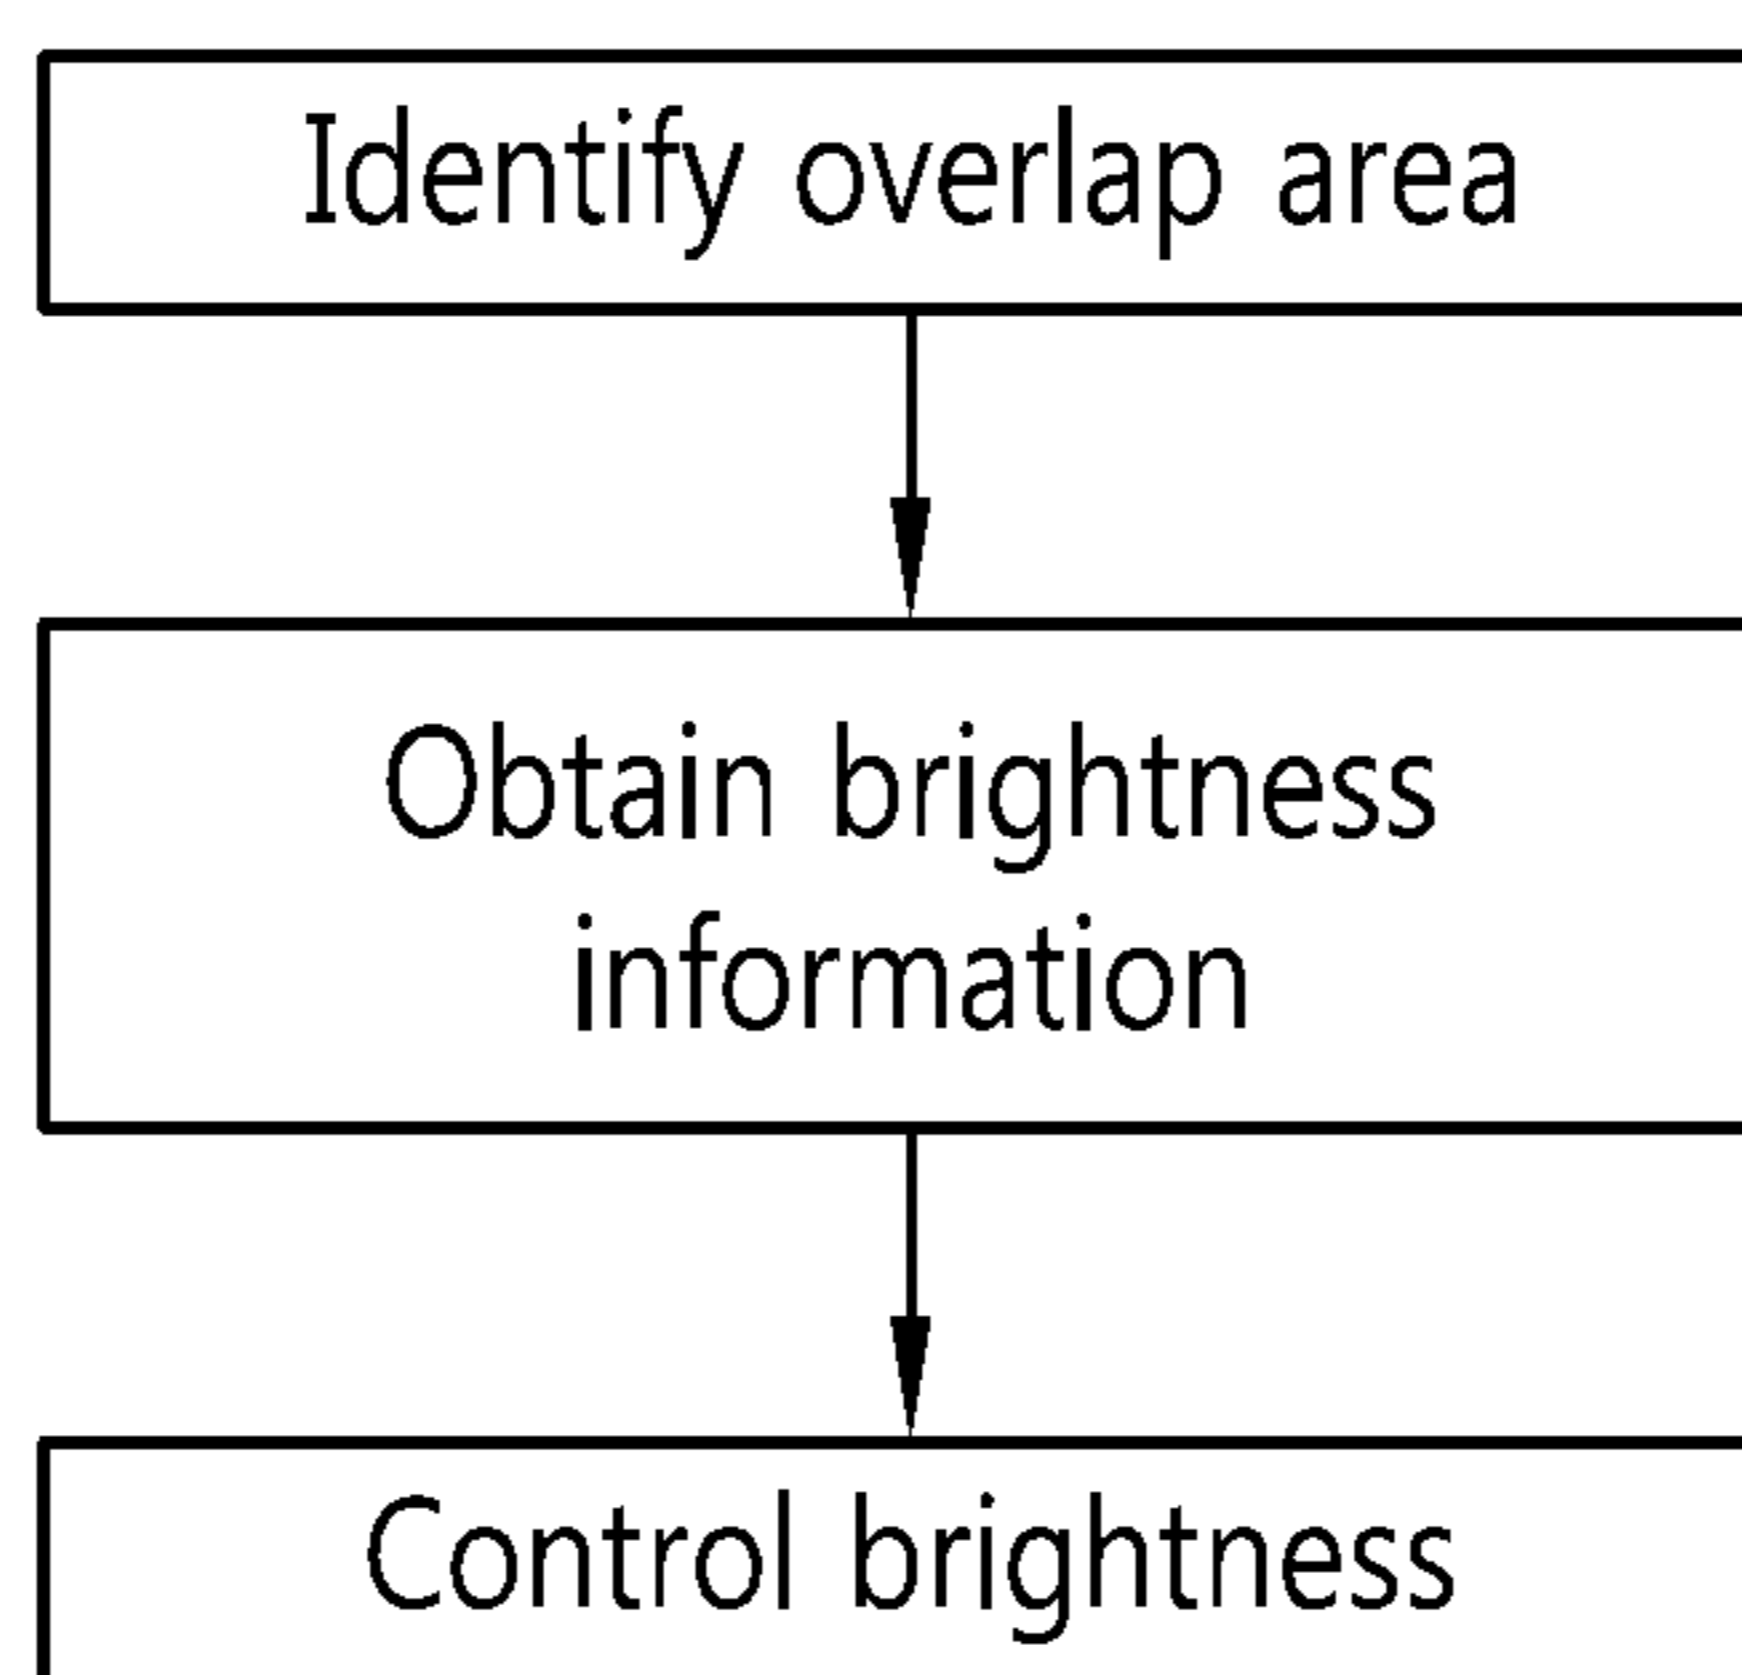 Identify overlap area
Obtain brightness
information
Control brightness